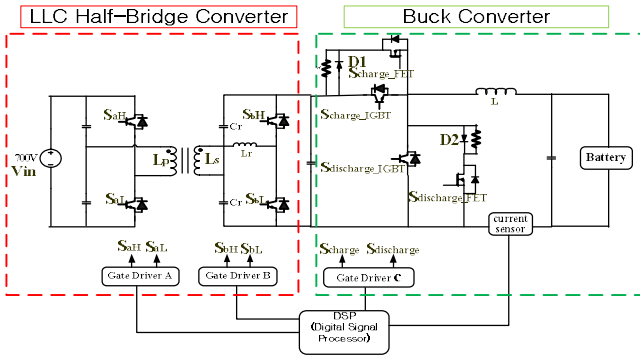 LLC Half-Bridge Converter
Buck Converter
D1
Scharge_FET
SaH
SbH
Cr
Scharge_IGBT
L
D2
700V
Vin
Lp
Ls
Lr
Sdischarge_IGBT
Battery
SaL
SbL
Cr
Sdischarge_FET
current
sensor
SaH SaL
SbH SbL
Scharge Sdischarge
Gate Driver A
Gate Driver B
Gate Driver C
DSP
(Digital Signal
Processor)